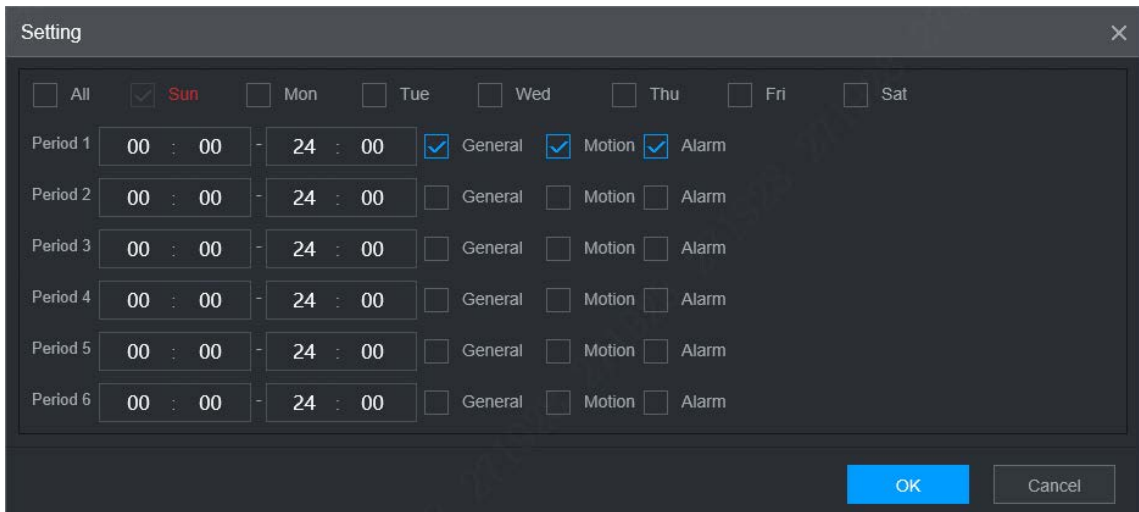 Setting
All Sun Mon Tue Wed Thu Fri Sat
Period 1 00 : 00 - 24 : 00 General Motion Alarm
Period 2 00 : 00 - 24 : 00 General Motion Alarm
Period 3 00 : 00 - 24 : 00 General Motion Alarm
Period 4 00 : 00 - 24 : 00 General Motion Alarm
Period 5 00 : 00 - 24 : 00 General Motion Alarm
Period 6 00 : 00 - 24 : 00 General Motion Alarm
OK Cancel